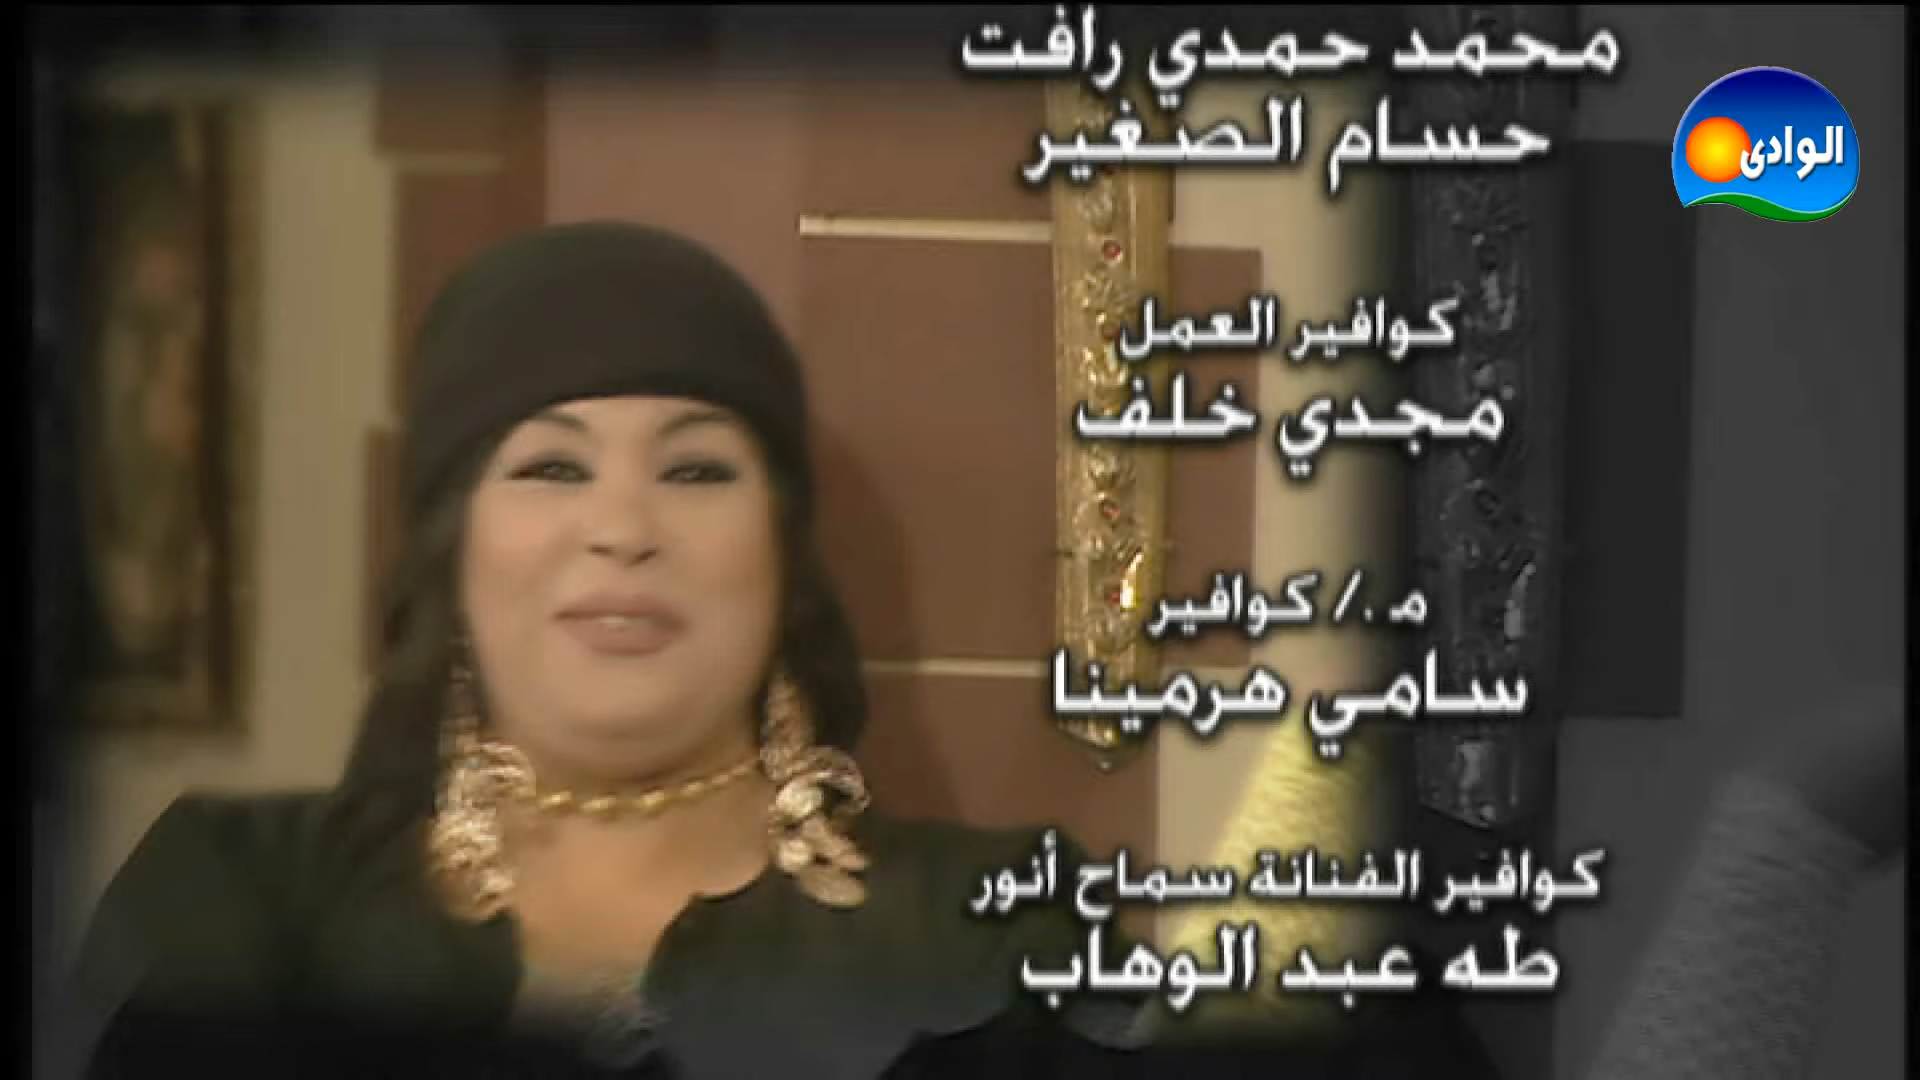 محمد حمدي رأفت
حسام الصغير
الوادى
كوافير العمل
مجدي خلف
م ./ كوافير
سامي هرمينا
كوافير الفنانة سماح أنور
طه عبد الوهاب